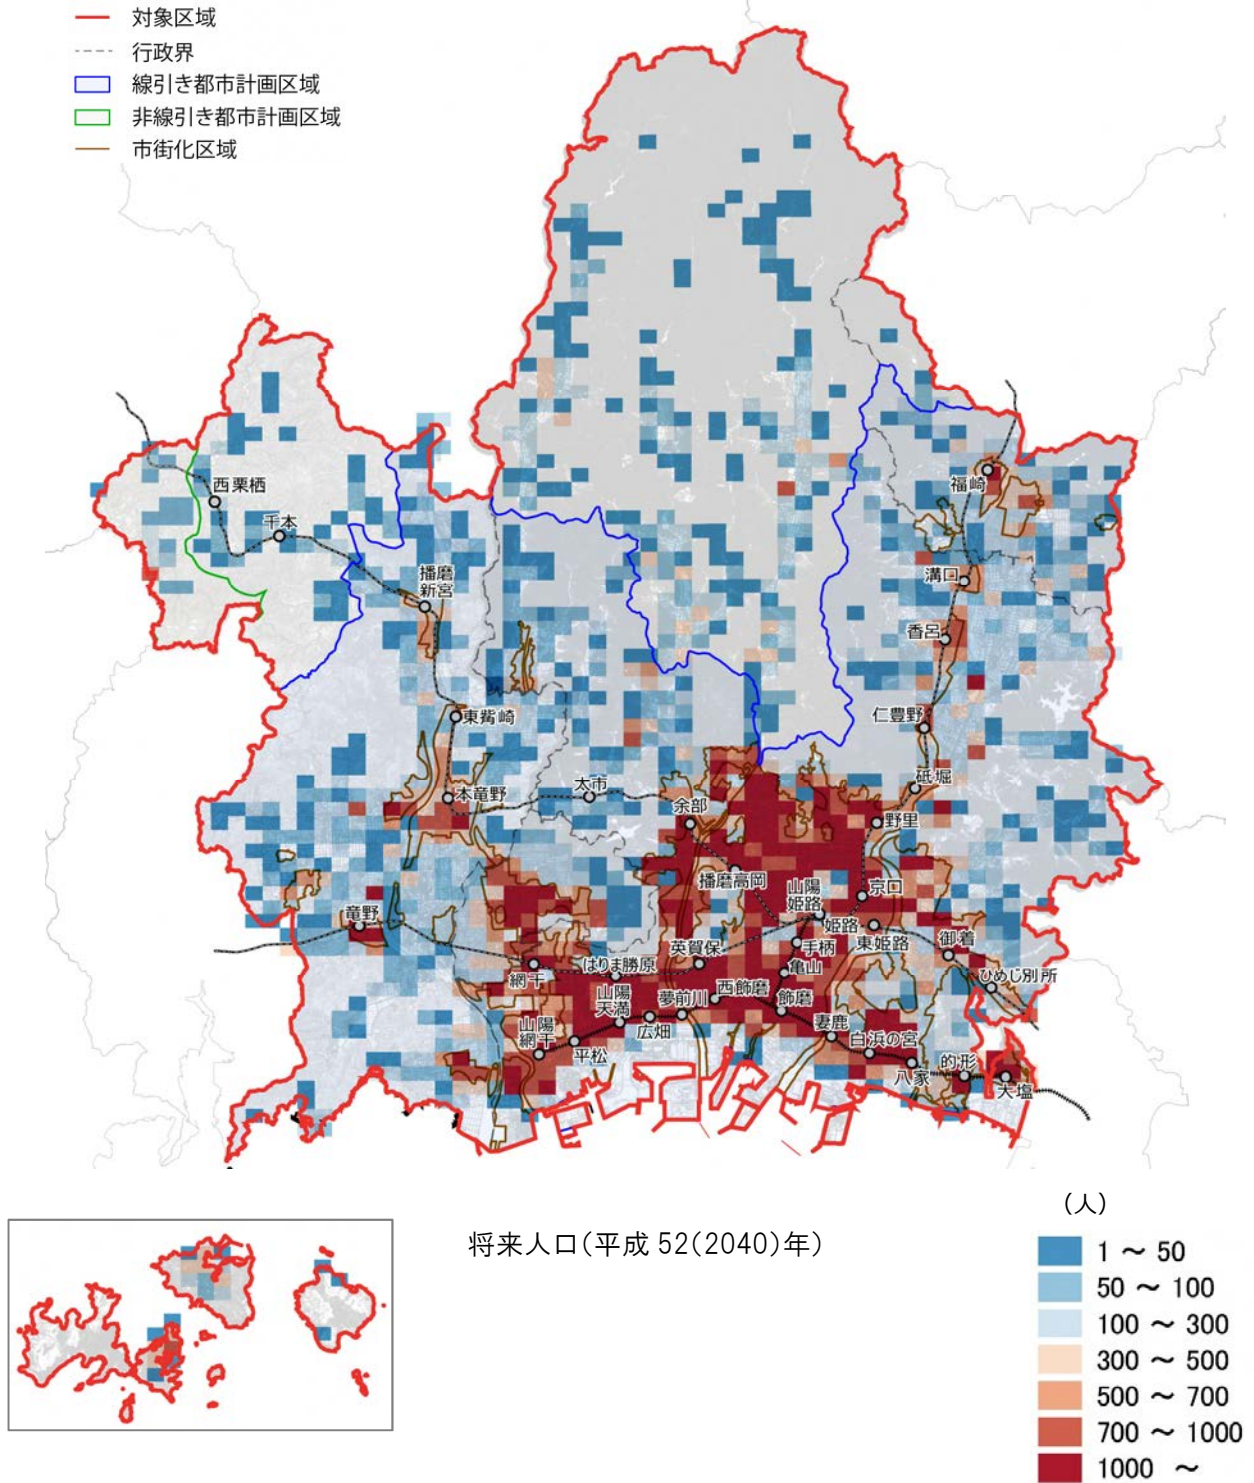 対象区域
行政界
線引き都市計画区域
非線引き都市計画区域
市街化区域
西栗栖
千本
福崎
播磨
新宮
溝口
香呂
東觜崎
仁豊野
砥堀
太市
本竜野
余部
野里
播磨高岡
山陽
姫路
京口
竜野
姫路
東姫路
御着
英賀保
手柄
亀山
ひめじ別所
網干
はりま勝原
山陽
天満
夢前川
西飾磨
飾磨
山陽
網干
広畑
妻鹿
白浜の宮
平松
八家
的形
大塩
将来人口(平成 52(2040)年)
(人)
1 ～ 50
50 ～ 100
100 ～ 300
300 ～ 500
500 ～ 700
700 ～ 1000
1000 ～